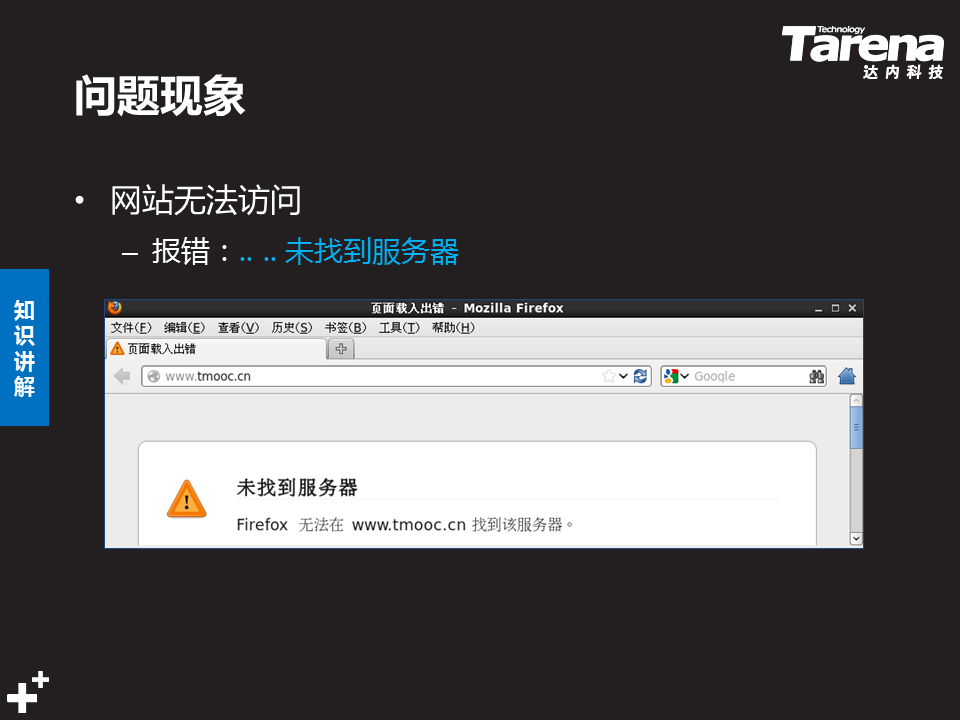 Technology
Tarena
达内科技
问题现象
• 网站无法访问
– 报错：.. .. 未找到服务器
知识讲解
页面载入出错 - Mozilla Firefox
文件(F) 编辑(E) 查看(V) 历史(S) 书签(B) 工具(T) 帮助(H)
页面载入出错
www.tmooc.cn Google
未找到服务器
Firefox 无法在 www.tmooc.cn 找到该服务器。